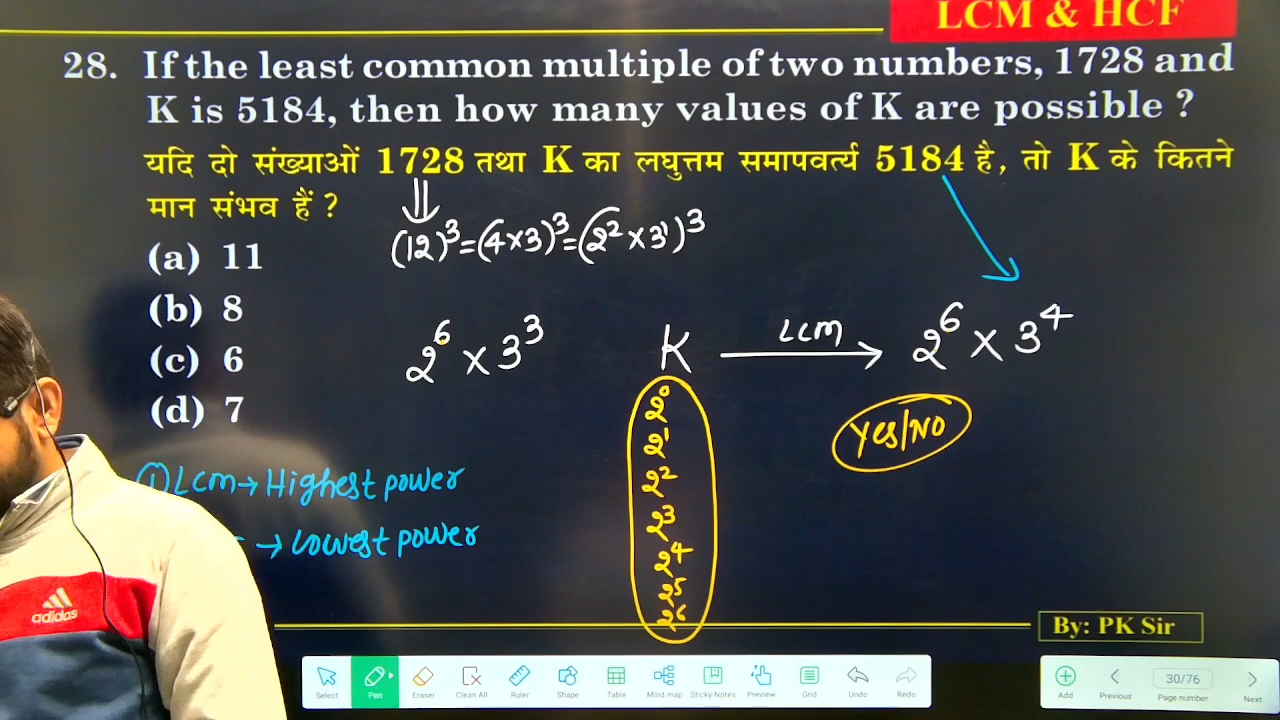 LCM & HCF
28. If the least common multiple of two numbers, 1728 and
K is 5184, then how many values of K are possible ?
यदि दो संख्याओं 1728 तथा K का लघुत्तम समापवर्त्य 5184 है, तो K के कितने
मान संभव हैं ?
(12)³=(4×3)³=(2²×3¹)³
(a) 11
(b) 8
(c) 6
(d) 7
2⁶×3³ K LCM 2⁶×3⁴
2⁰
2¹
2²
2³
2⁴
2⁵
2⁶
Yes/No
① Lcm→Highest power
→Lowest power
adidas
By: PK Sir
Select Pen Eraser Clean All Ruler Shape Table Mind map Sticky Notes Preview Grid Undo Redo
Add Previous 30/76 Page number Next